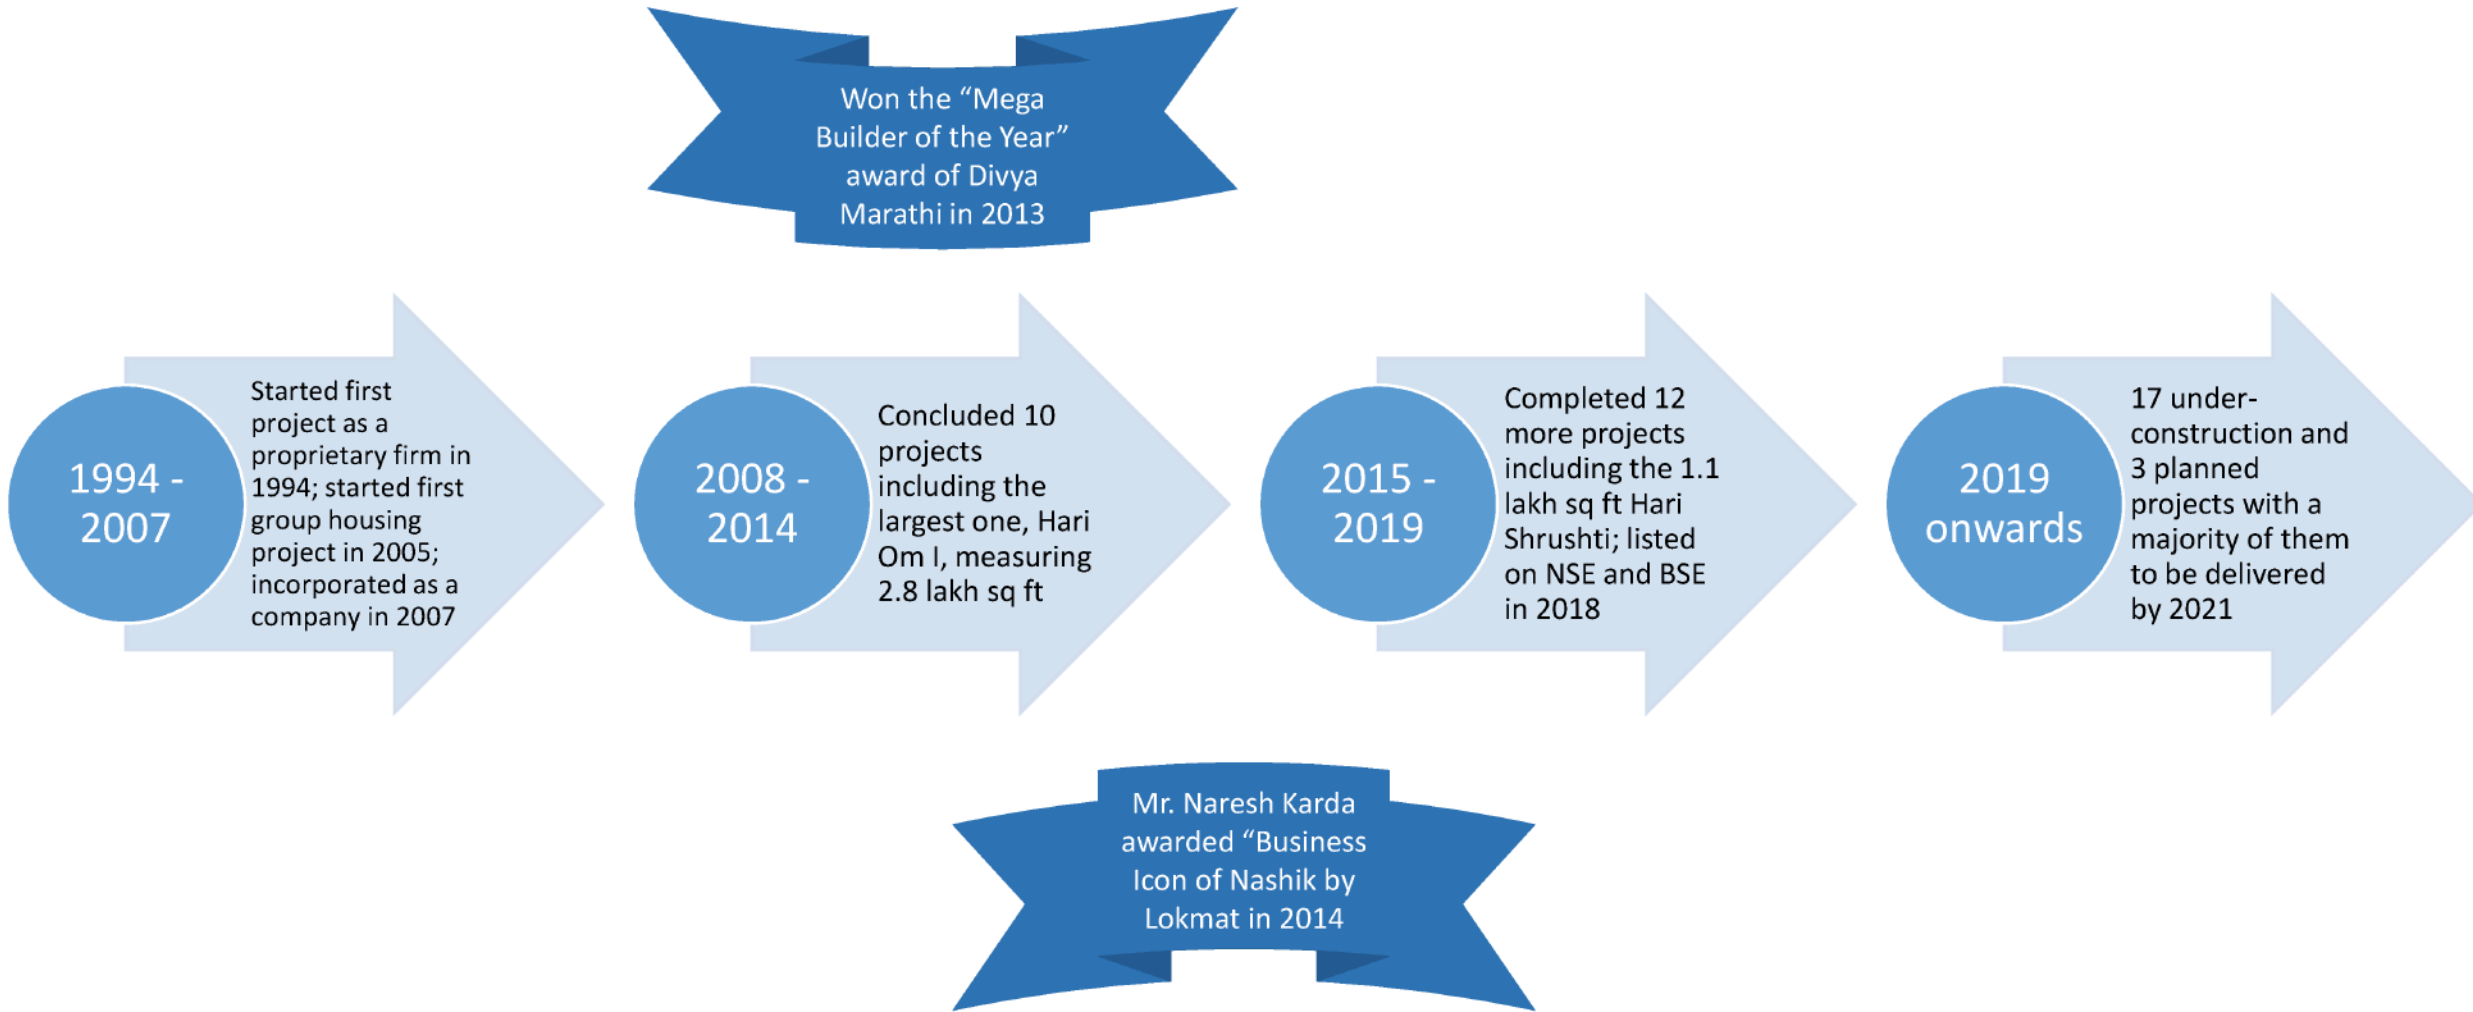 Won the “Mega
Builder of the Year”
award of Divya
Marathi in 2013
1994 -
2007
Started first
project as a
proprietary firm in
1994; started first
group housing
project in 2005;
incorporated as a
company in 2007
2008 -
2014
Concluded 10
projects
including the
largest one, Hari
Om I, measuring
2.8 lakh sq ft
2015 -
2019
Completed 12
more projects
including the 1.1
lakh sq ft Hari
Shrushti; listed
on NSE and BSE
in 2018
2019
onwards
17 under-
construction and
3 planned
projects with a
majority of them
to be delivered
by 2021
Mr. Naresh Karda
awarded “Business
Icon of Nashik by
Lokmat in 2014